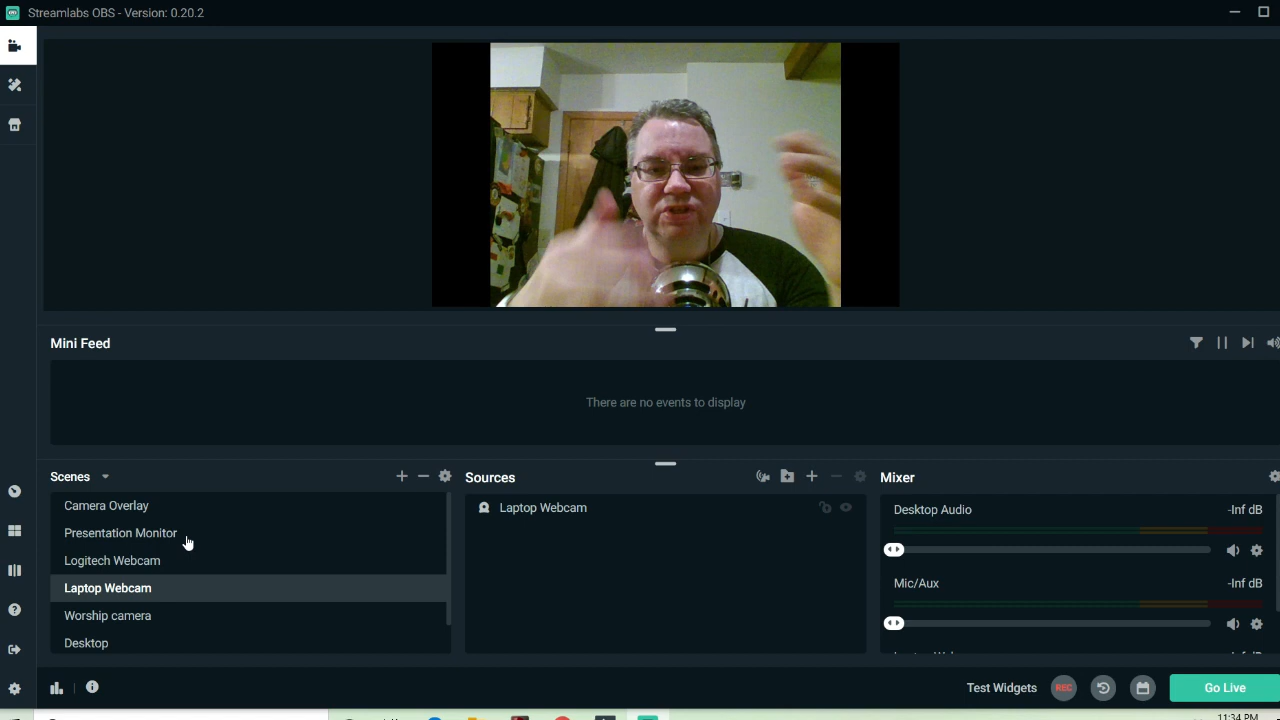 Streamlabs OBS - Version: 0.20.2
Mini Feed
There are no events to display
Scenes
Camera Overlay
Presentation Monitor
Logitech Webcam
Laptop Webcam
Worship camera
Desktop
Sources
Laptop Webcam
Mixer
Desktop Audio -Inf dB
Mic/Aux -Inf dB
Test Widgets
REC
Go Live
11:34 PM